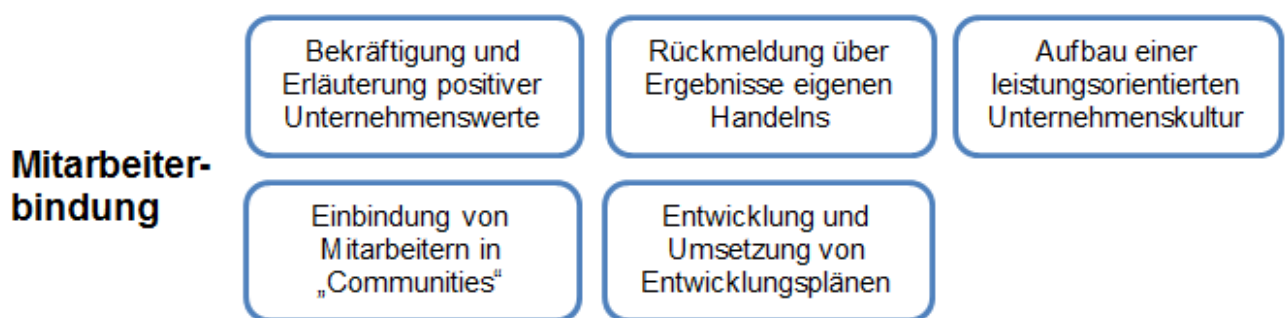 Mitarbeiter-
bindung
Bekräftigung und
Erläuterung positiver
Unternehmenswerte
Rückmeldung über
Ergebnisse eigenen
Handelns
Aufbau einer
leistungsorientierten
Unternehmenskultur
Einbindung von
Mitarbeitern in
„Communities“
Entwicklung und
Umsetzung von
Entwicklungsplänen